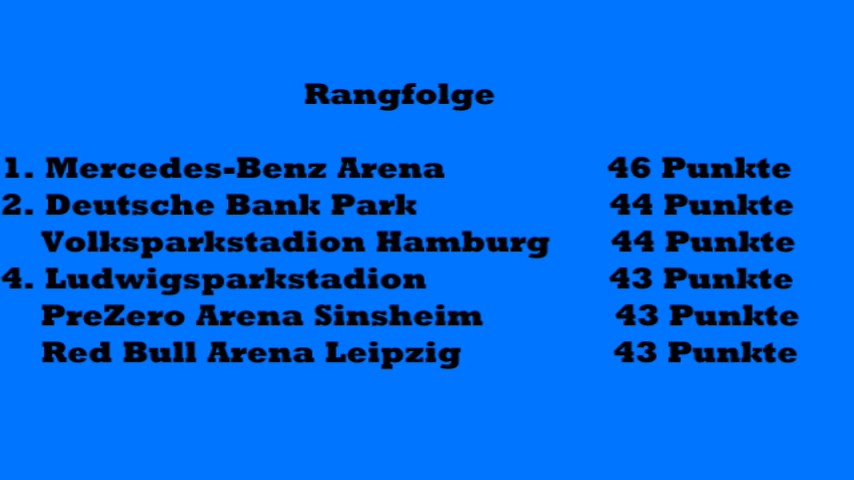 Rangfolge
1. Mercedes-Benz Arena 46 Punkte
2. Deutsche Bank Park 44 Punkte
Volksparkstadion Hamburg 44 Punkte
4. Ludwigsparkstadion 43 Punkte
PreZero Arena Sinsheim 43 Punkte
Red Bull Arena Leipzig 43 Punkte